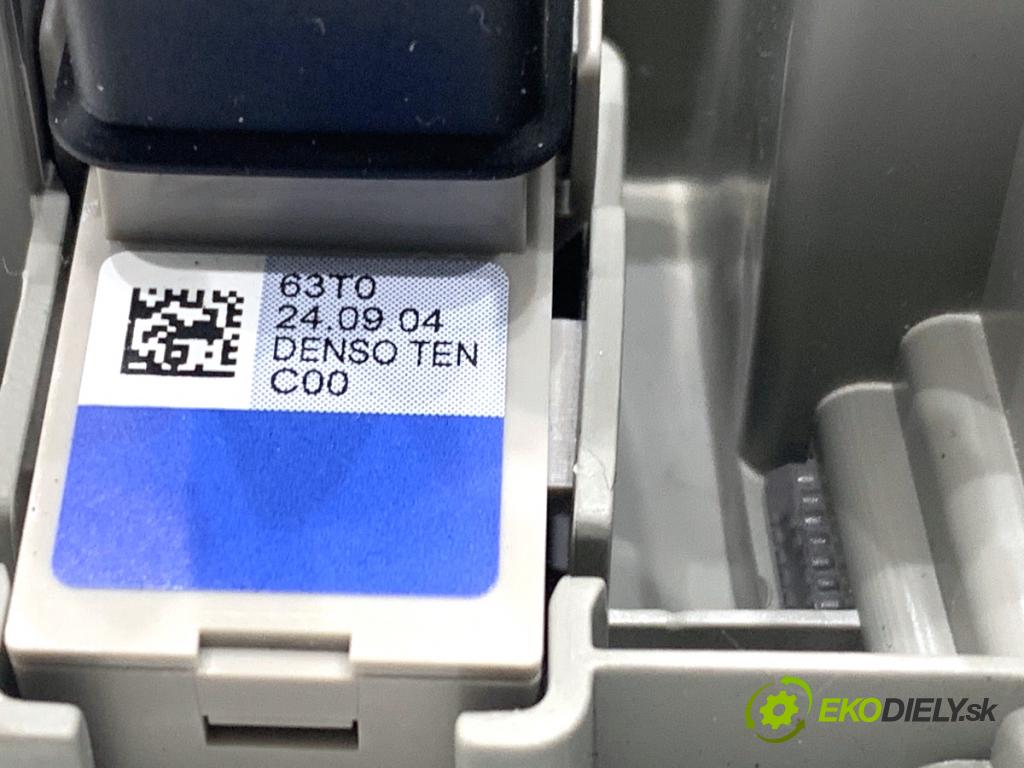 63T0
24.09 04
DENSO TEN
C00
EKODIELY.sk